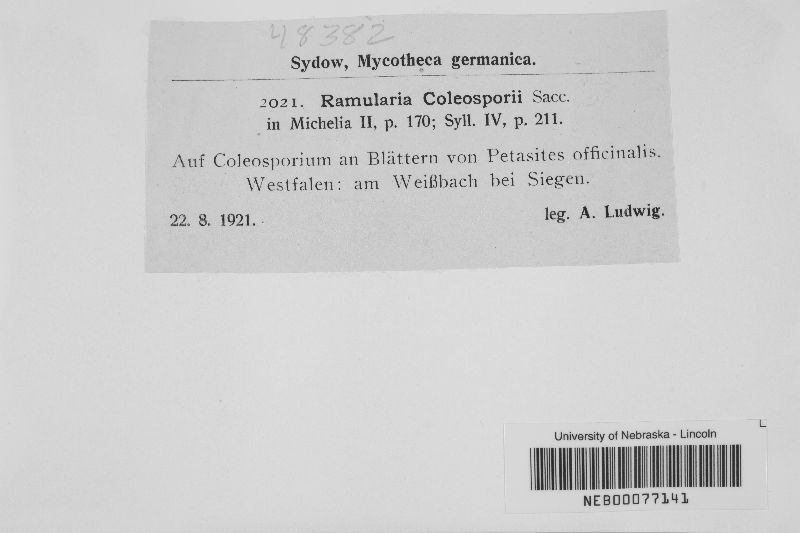 48382
Sydow, Mycotheca germanica.
2021. Ramularia Coleosporii Sacc.
in Michelia II, p. 170; Syll. IV, p. 211.
Auf Coleosporium an Blättern von Petasites officinalis.
Westfalen: am Weißbach bei Siegen.
22. 8. 1921. leg. A. Ludwig.
University of Nebraska - Lincoln
NEB00077141